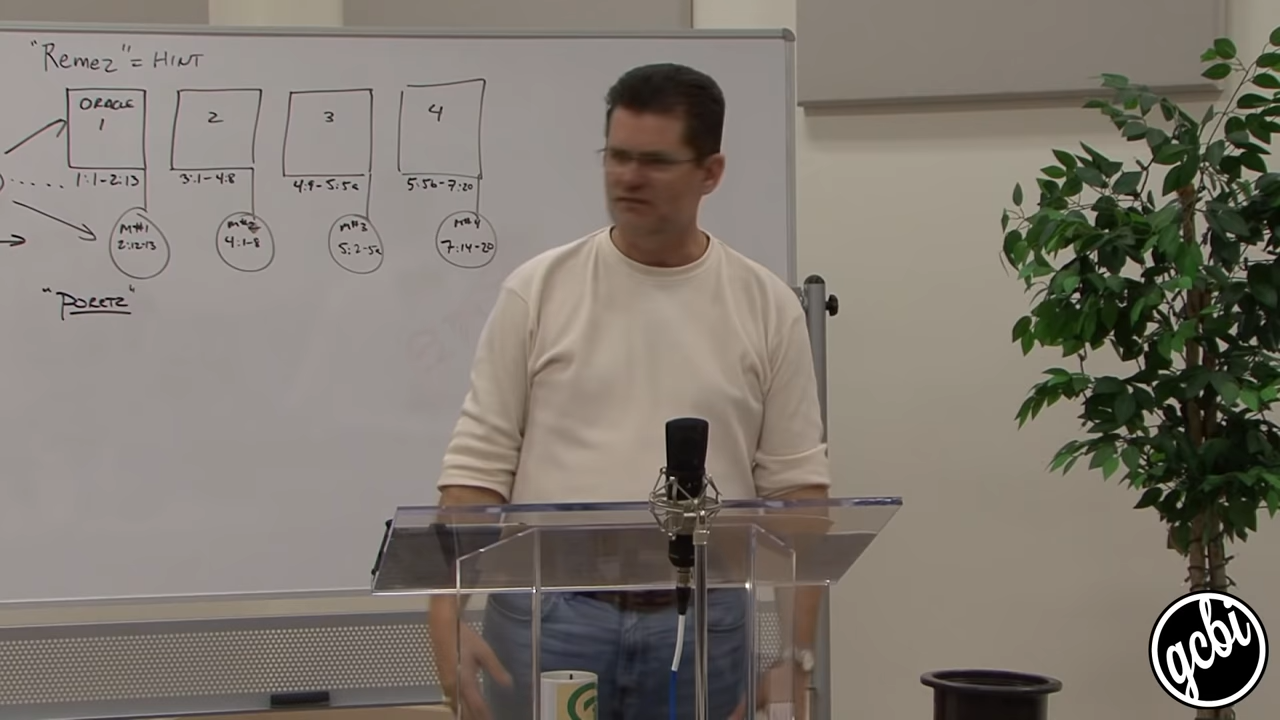 "Remez" = HINT
ORACLE
1
2
3
4
1:1-2:13
3:1-4:8
4:9-5:5a
5:5b-7:20
M#1
2:12-13
M#2
4:1-8
M#3
5:2-5a
M#4
7:14-20
"Poretz"
gcbi